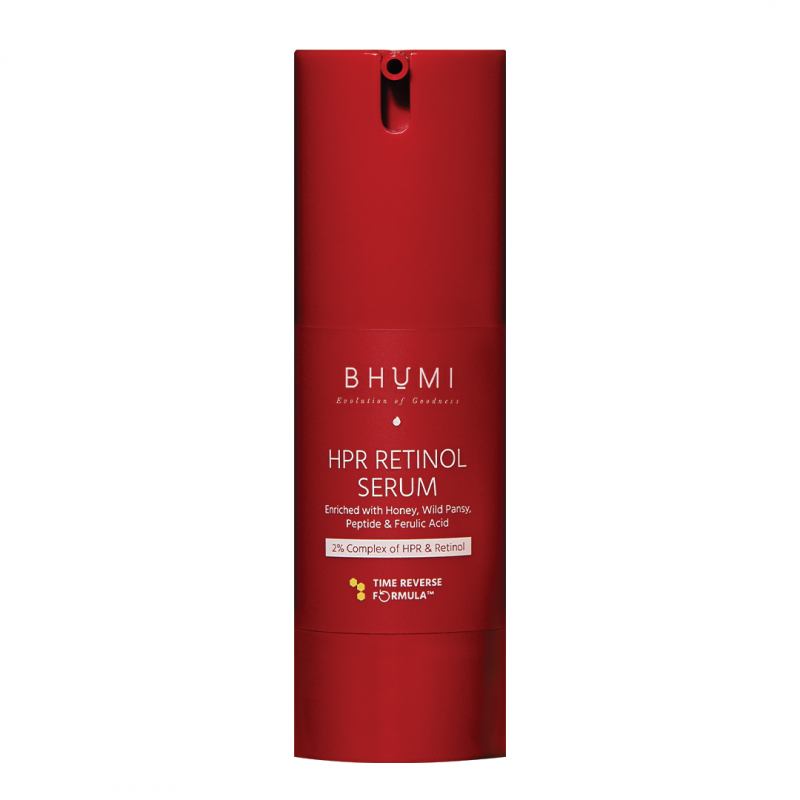 BHUMI
Evolution of Goodness
HPR RETINOL
SERUM
Enriched with Honey, Wild Pansy,
Peptide & Ferulic Acid
2% Complex of HPR & Retinol
TIME REVERSE
FORMULA™